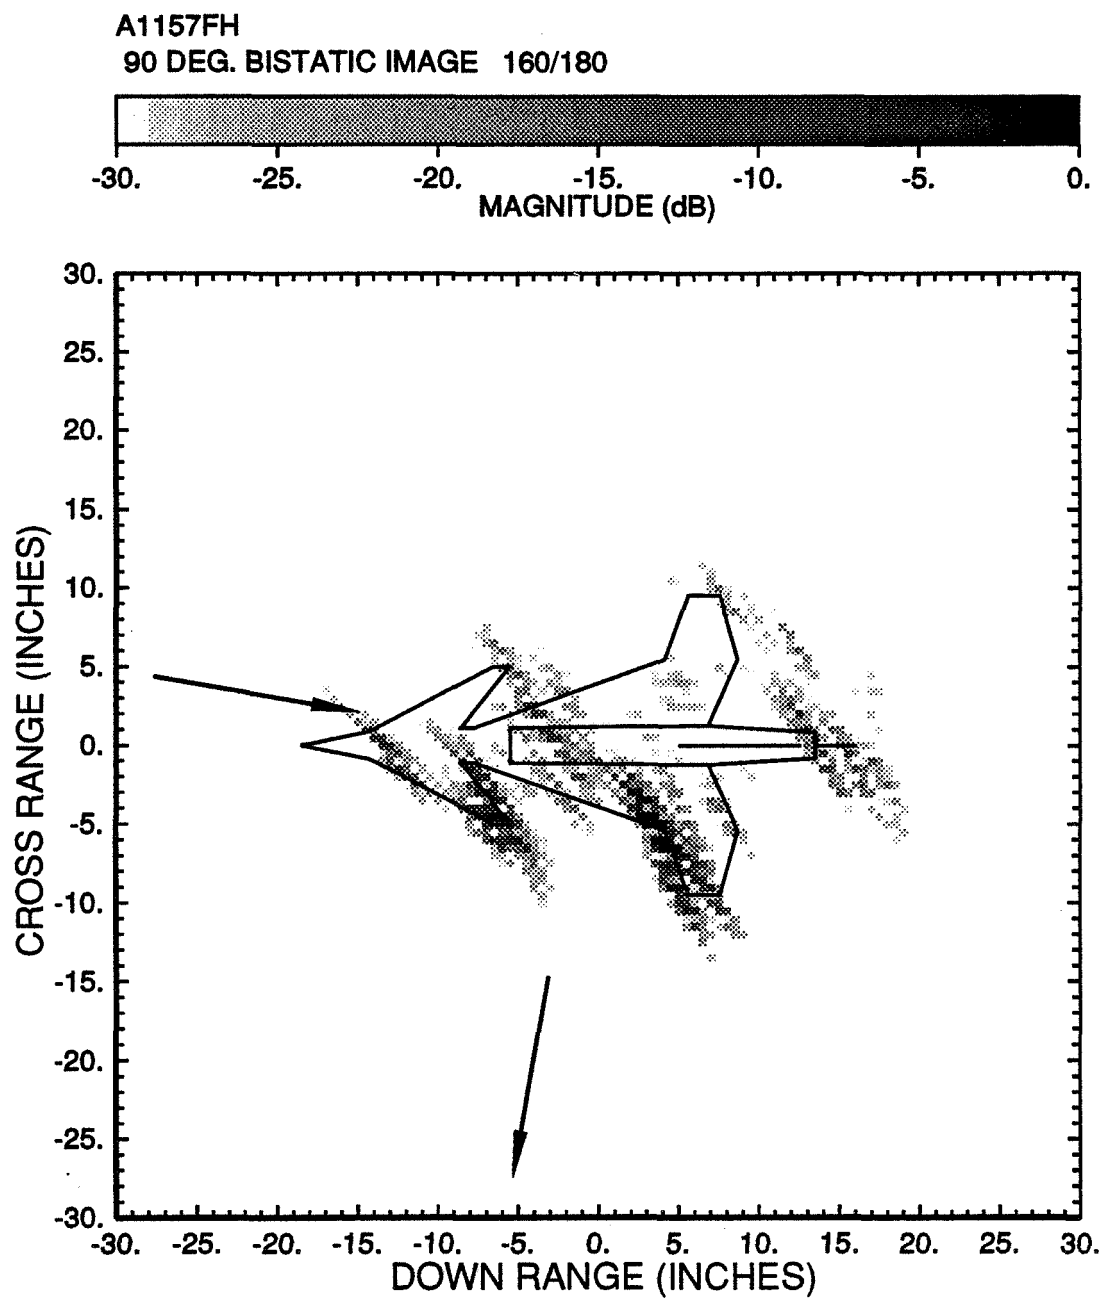 A1157FH
90 DEG. BISTATIC IMAGE 160/180
-30. -25. -20. -15. -10. -5. 0.
MAGNITUDE (dB)
30.
25.
20.
15.
10.
5.
0.
-5.
-10.
-15.
-20.
-25.
-30.
CROSS RANGE (INCHES)
-30. -25. -20. -15. -10. -5. 0. 5. 10. 15. 20. 25. 30.
DOWN RANGE (INCHES)